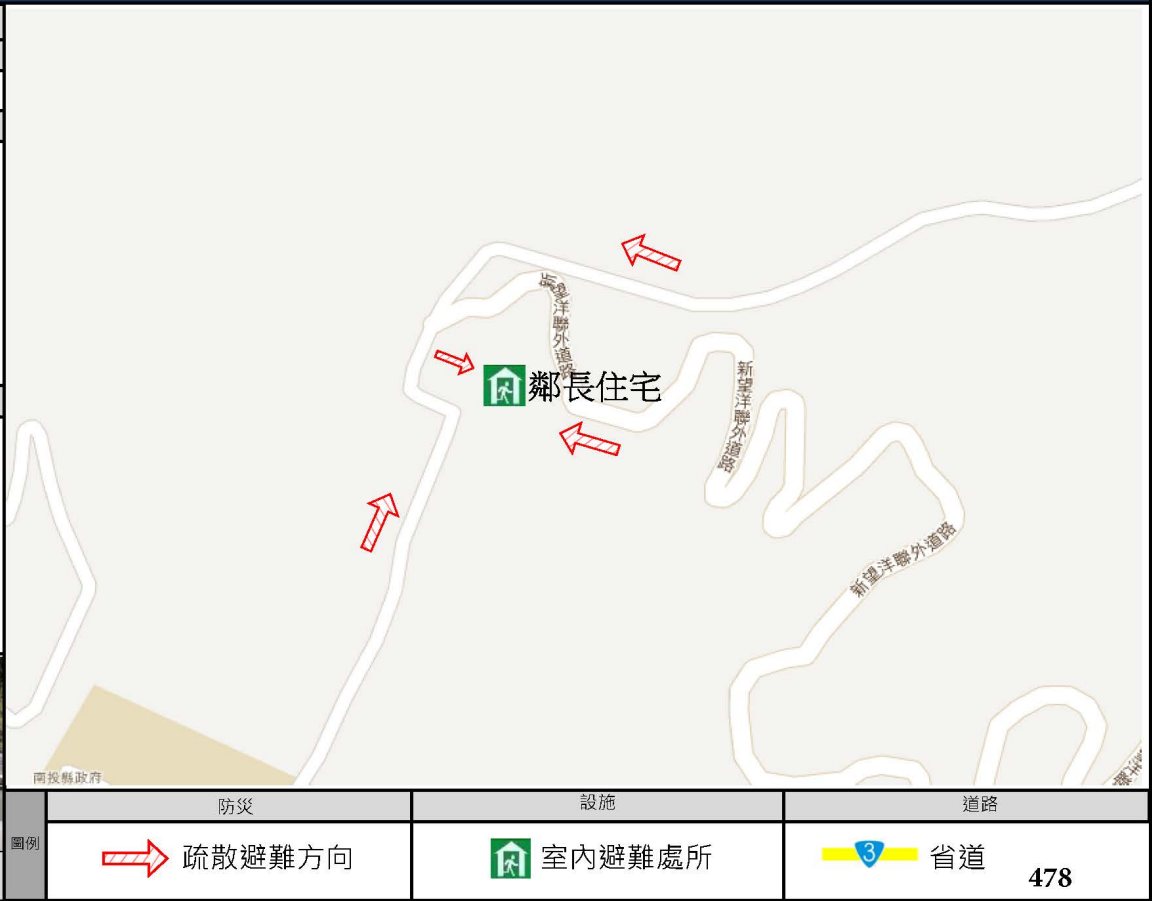 新望洋聯外道路
鄰長住宅
新望洋聯外道路
新望洋聯外道路
南投縣政府
圖例
防災
設施
道路
疏散避難方向
室內避難處所
3
省道
478